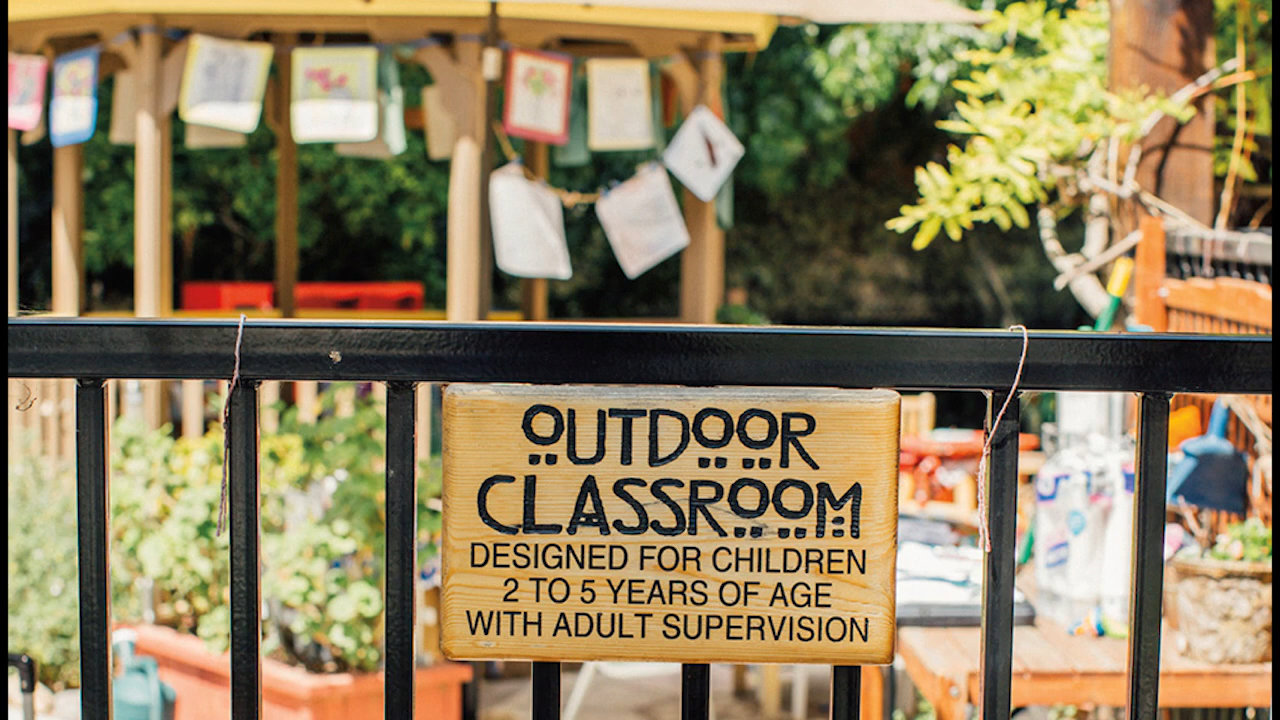 OUTDOOR
CLASSROOM
DESIGNED FOR CHILDREN
2 TO 5 YEARS OF AGE
WITH ADULT SUPERVISION